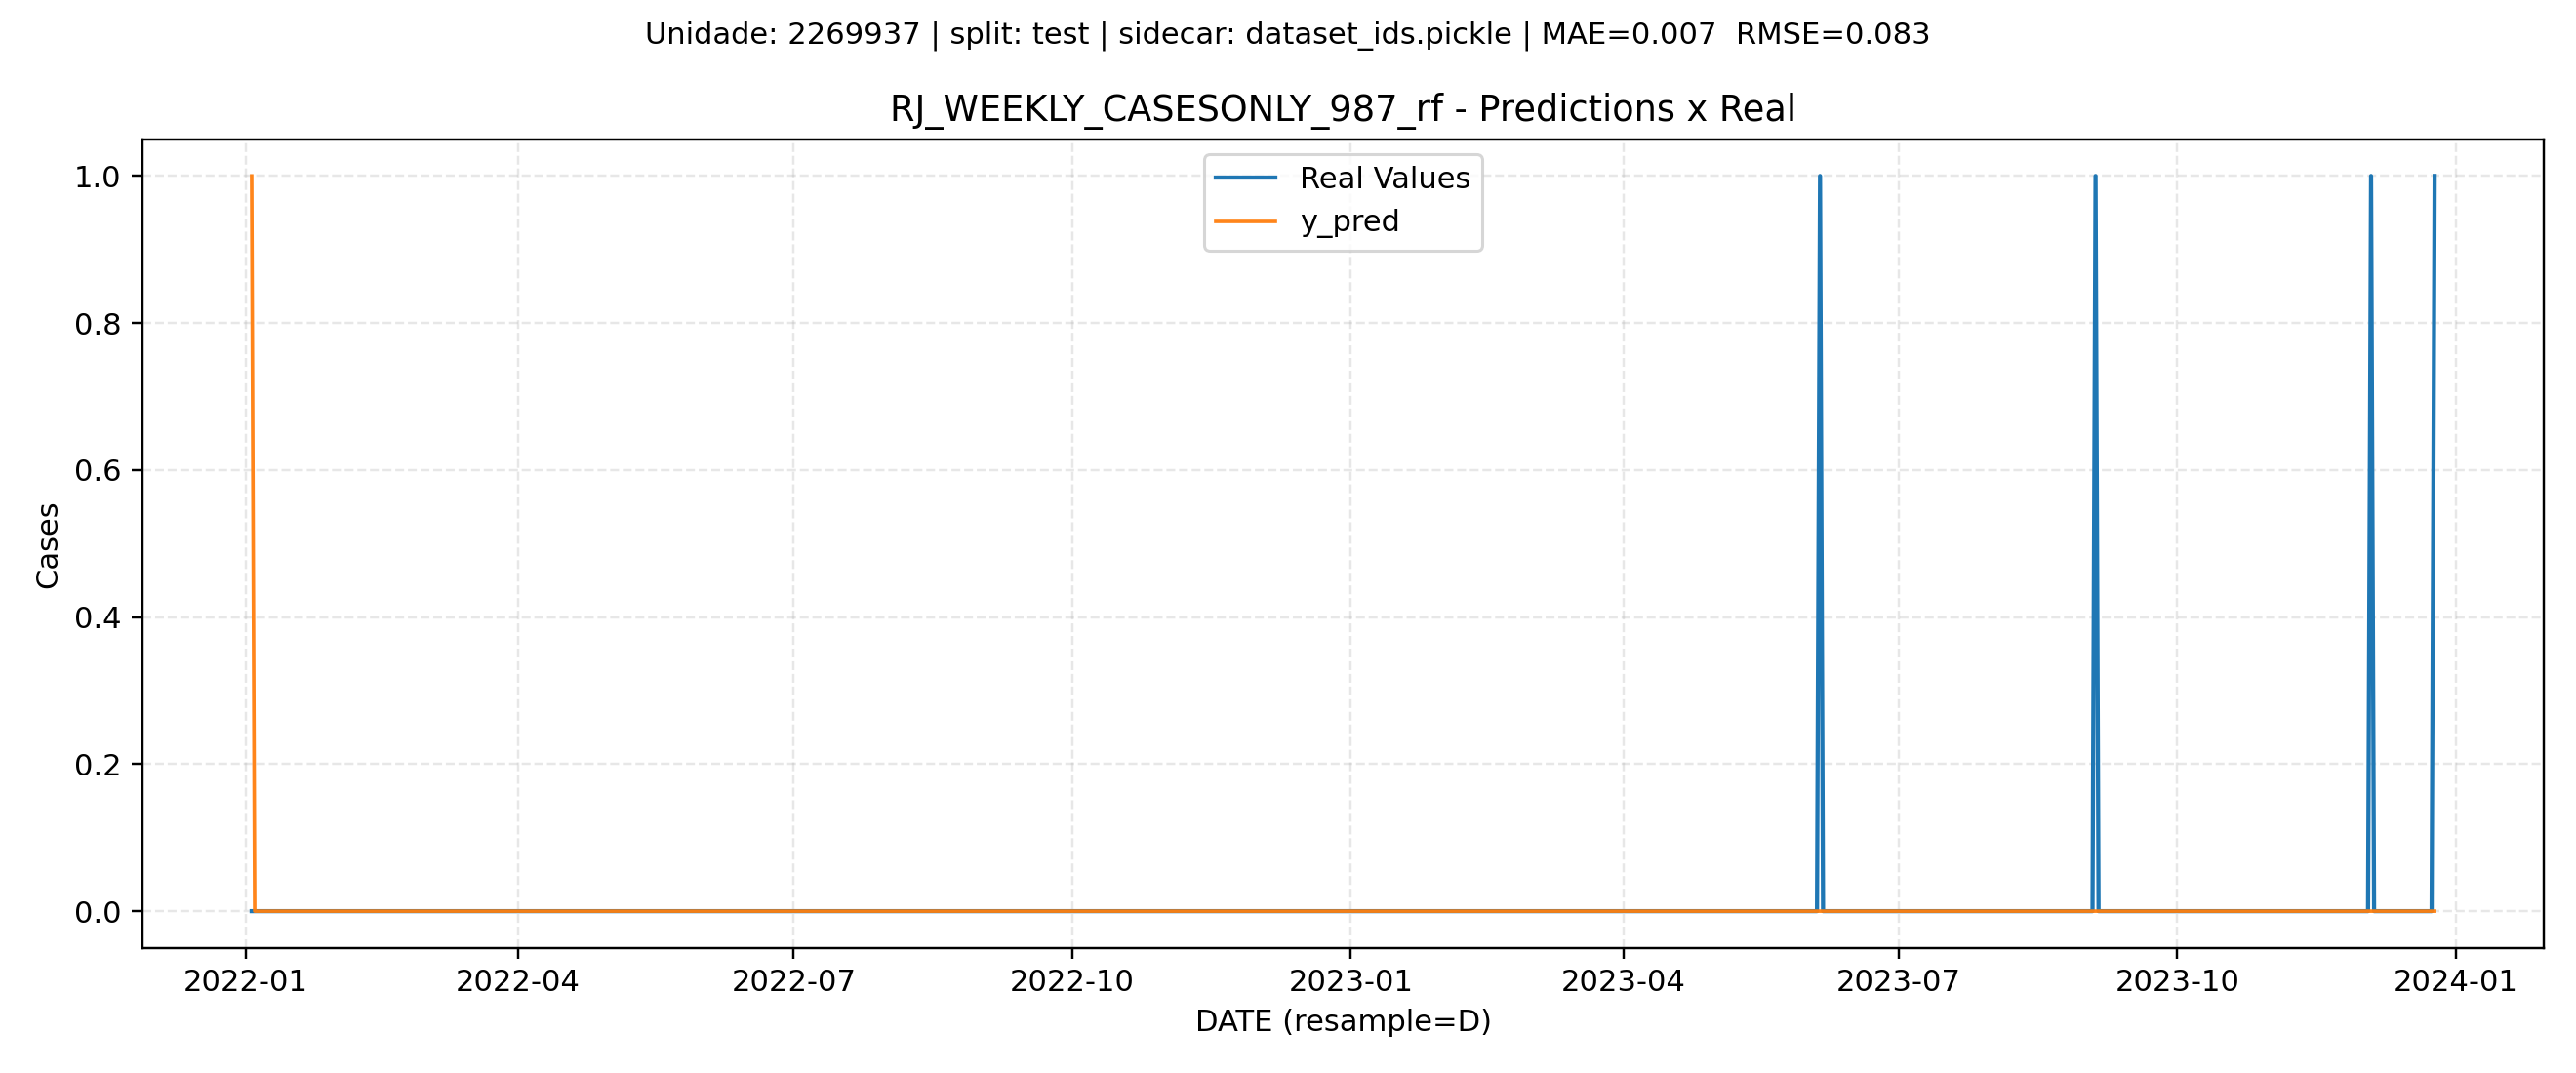 Unidade: 2269937 | split: test | sidecar: dataset_ids.pickle | MAE=0.007  RMSE=0.083
RJ_WEEKLY_CASESONLY_987_rf - Predictions x Real
Real Values
y_pred
1.0
0.8
0.6
0.4
0.2
0.0
Cases
2022-01
2022-04
2022-07
2022-10
2023-01
2023-04
2023-07
2023-10
2024-01
DATE (resample=D)